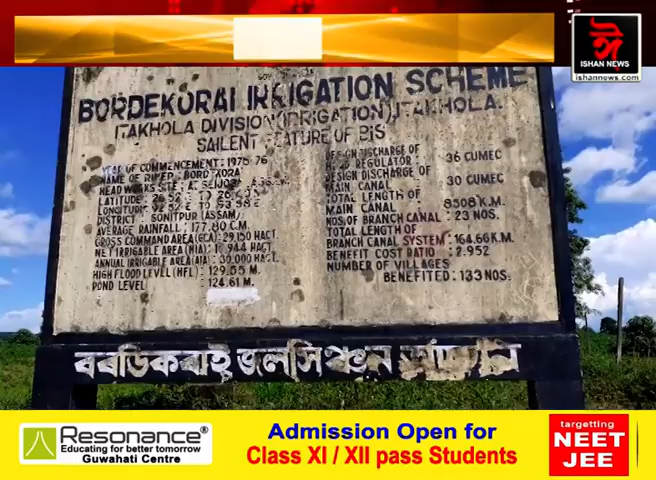 ISHAN NEWS
ishannews.com
BORDEKORAI IRRIGATION SCHEME
ITAKHOLA DIVISION (IRRIGATION), ITAKHOLA.
SAILENT FEATURE OF BIS
YEAR OF COMMENCEMENT: 1975-76
NAME OF RIVER: BORDEKORAI
HEAD WORKS SITE:
LATITUDE:
LONGITUDE:
DISTRICT: SONITPUR (ASSAM)
AVERAGE RAINFALL: 177.80 C.M.
GROSS COMMAND AREA (GCA): 29,150 HACT.
NET IRRIGABLE AREA (NIA): HACT.
ANNUAL IRRIGABLE AREA (AIA): 30,000 HACT.
HIGH FLOOD LEVEL (HFL): 129.55 M.
POND LEVEL : 124.61 M.
DESIGN DISCHARGE OF
HEAD REGULATOR : 36 CUMEC
DESIGN DISCHARGE OF
MAIN CANAL : 30 CUMEC
TOTAL LENGTH OF
MAIN CANAL : K.M.
NOS. OF BRANCH CANAL : 23 NOS.
TOTAL LENGTH OF
BRANCH CANAL SYSTEM : 164.66 K.M.
BENEFIT COST RATIO : 2.952
NUMBER OF VILLAGES
BENEFITED : 133 NOS.
বৰডিকৰাই জলসিঞ্চন আঁচনি
Resonance®
Educating for better tomorrow
Guwahati Centre
Admission Open for
Class XI / XII pass Students
targetting
NEET
JEE